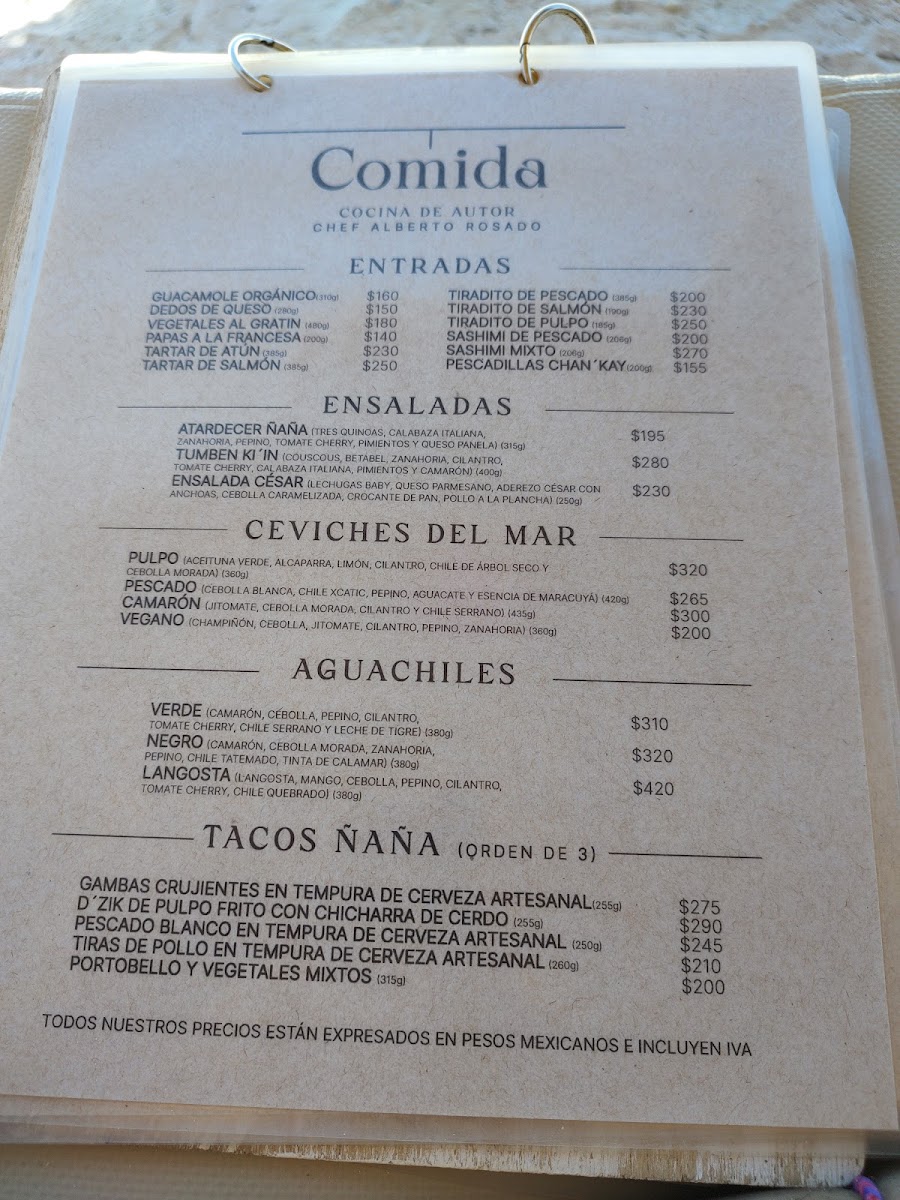 Comida
COCINA DE AUTOR
CHEF ALBERTO ROSADO
ENTRADAS
GUACAMOLE ORGÁNICO(310g) $160
DEDOS DE QUESO (280g) $150
VEGETALES AL GRATIN (480g) $180
PAPAS A LA FRANCESA (200g) $140
TARTAR DE ATÚN (385g) $230
TARTAR DE SALMÓN (385g) $250
TIRADITO DE PESCADO (385g) $200
TIRADITO DE SALMÓN (190g) $230
TIRADITO DE PULPO (185g) $250
SASHIMI DE PESCADO (206g) $200
SASHIMI MIXTO (206g) $270
PESCADILLAS CHAN´KAY(200g) $155
ENSALADAS
ATARDECER ÑAÑA (TRES QUINOAS, CALABAZA ITALIANA,
ZANAHORIA, PEPINO, TOMATE CHERRY, PIMIENTOS Y QUESO PANELA) (315g) $195
TUMBEN KI´IN (COUSCOUS, BETABEL, ZANAHORIA, CILANTRO,
TOMATE CHERRY, CALABAZA ITALIANA, PIMIENTOS Y CAMARÓN) (400g) $280
ENSALADA CÉSAR (LECHUGAS BABY, QUESO PARMESANO, ADEREZO CÉSAR CON
ANCHOAS, CEBOLLA CARAMELIZADA, CROCANTE DE PAN, POLLO A LA PLANCHA) (250g) $230
CEVICHES DEL MAR
PULPO (ACEITUNA VERDE, ALCAPARRA, LIMÓN, CILANTRO, CHILE DE ÁRBOL SECO Y
CEBOLLA MORADA) (360g) $320
PESCADO (CEBOLLA BLANCA, CHILE XCATIC, PEPINO, AGUACATE Y ESENCIA DE MARACUYÁ) (420g) $265
CAMARÓN (JITOMATE, CEBOLLA MORADA, CILANTRO Y CHILE SERRANO) (435g) $300
VEGANO (CHAMPIÑÓN, CEBOLLA, JITOMATE, CILANTRO, PEPINO, ZANAHORIA) (360g) $200
AGUACHILES
VERDE (CAMARÓN, CÉBOLLA, PEPINO, CILANTRO,
TOMATE CHERRY, CHILE SERRANO Y LECHE DE TIGRE) (380g) $310
NEGRO (CAMARÓN, CEBOLLA MORADA, ZANAHORIA,
PEPINO, CHILE TATEMADO, TINTA DE CALAMAR) (380g) $320
LANGOSTA (LANGOSTA, MANGO, CEBOLLA, PEPINO, CILANTRO,
TOMATE CHERRY, CHILE QUEBRADO) (380g) $420
TACOS ÑAÑA (ORDEN DE 3)
GAMBAS CRUJIENTES EN TEMPURA DE CERVEZA ARTESANAL(255g) $275
D´ZIK DE PULPO FRITO CON CHICHARRA DE CERDO (255g) $290
PESCADO BLANCO EN TEMPURA DE CERVEZA ARTESANAL (250g) $245
TIRAS DE POLLO EN TEMPURA DE CERVEZA ARTESANAL (260g) $210
PORTOBELLO Y VEGETALES MIXTOS (315g) $200
TODOS NUESTROS PRECIOS ESTÁN EXPRESADOS EN PESOS MEXICANOS E INCLUYEN IVA